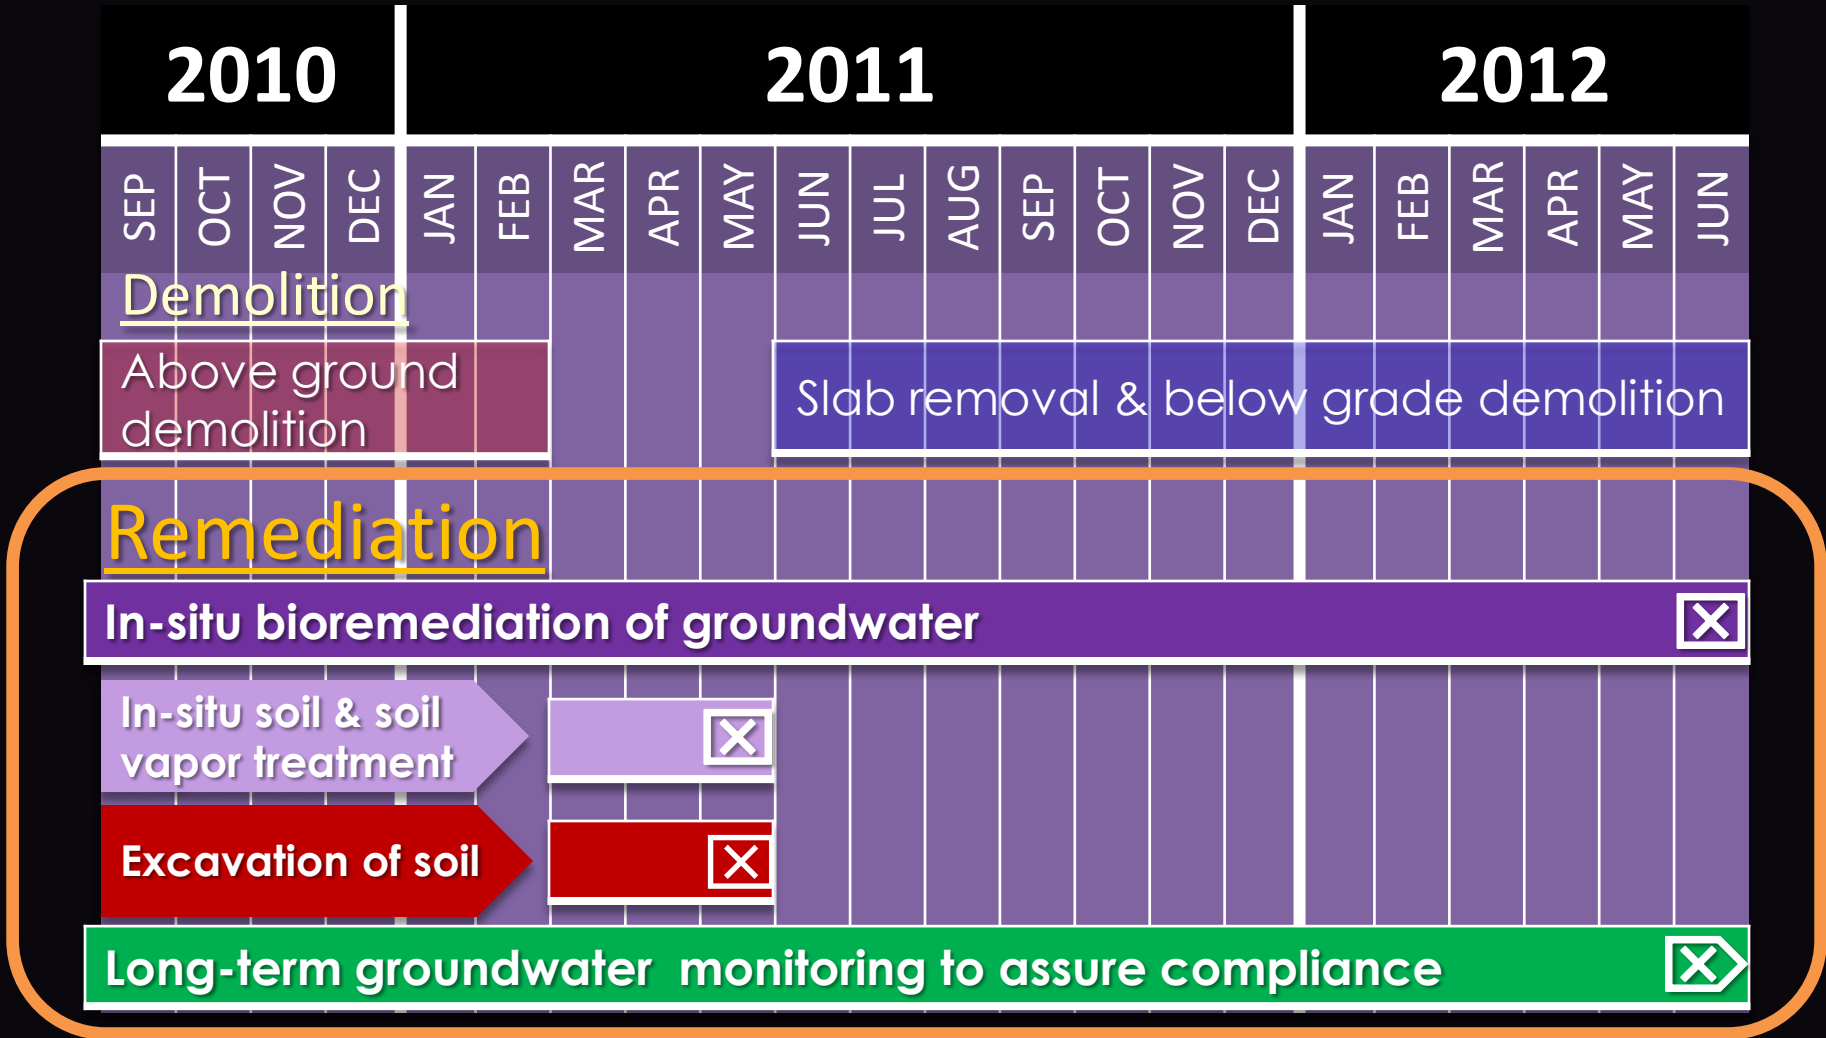 2010 2011 2012
SEP OCT NOV DEC JAN FEB MAR APR MAY JUN JUL AUG SEP OCT NOV DEC JAN FEB MAR APR MAY JUN
Demolition
Above ground
demolition
Slab removal & below grade demolition
Remediation
In-situ bioremediation of groundwater
In-situ soil & soil
vapor treatment
Excavation of soil
Long-term groundwater monitoring to assure compliance